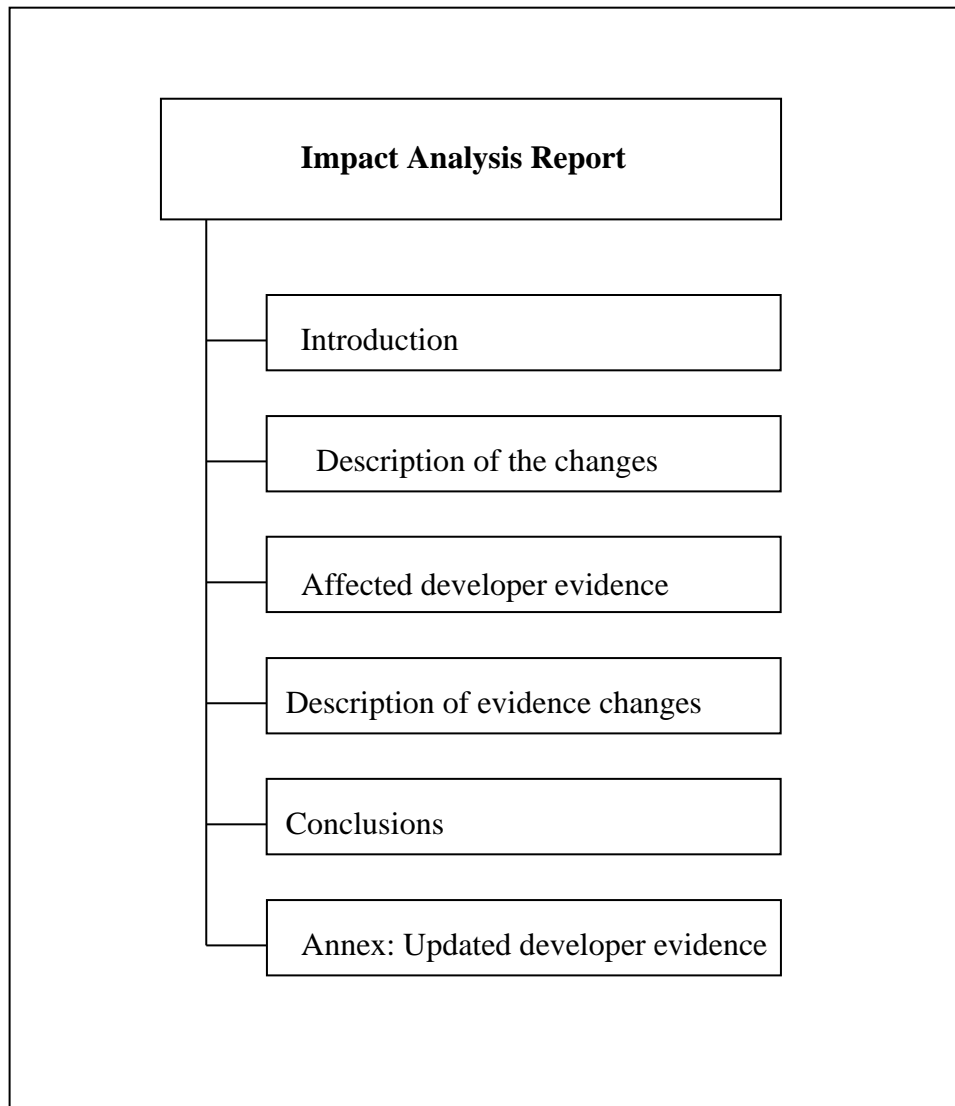 Impact Analysis Report
Introduction
Description of the changes
Affected developer evidence
Description of evidence changes
Conclusions
Annex: Updated developer evidence